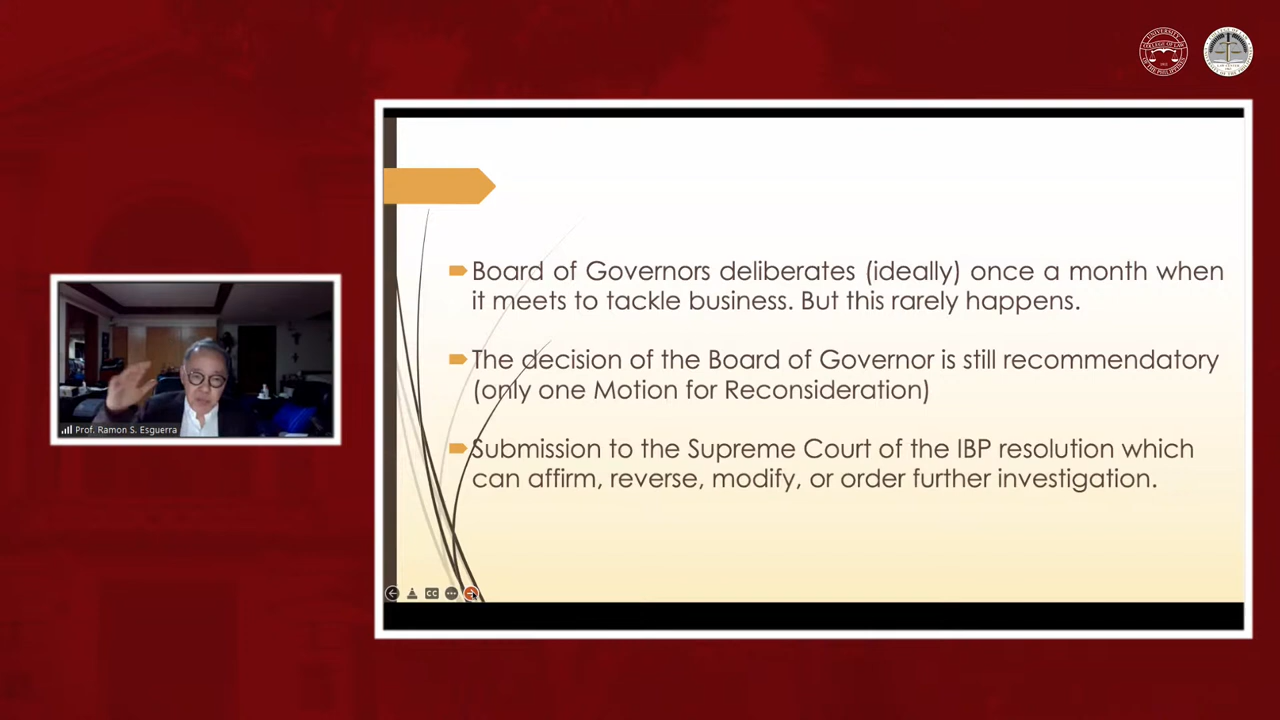 Board of Governors deliberates (ideally) once a month when
it meets to tackle business. But this rarely happens.
The decision of the Board of Governor is still recommendatory
(only one Motion for Reconsideration)
Submission to the Supreme Court of the IBP resolution which
can affirm, reverse, modify, or order further investigation.
Prof. Ramon S. Esguerra
CC